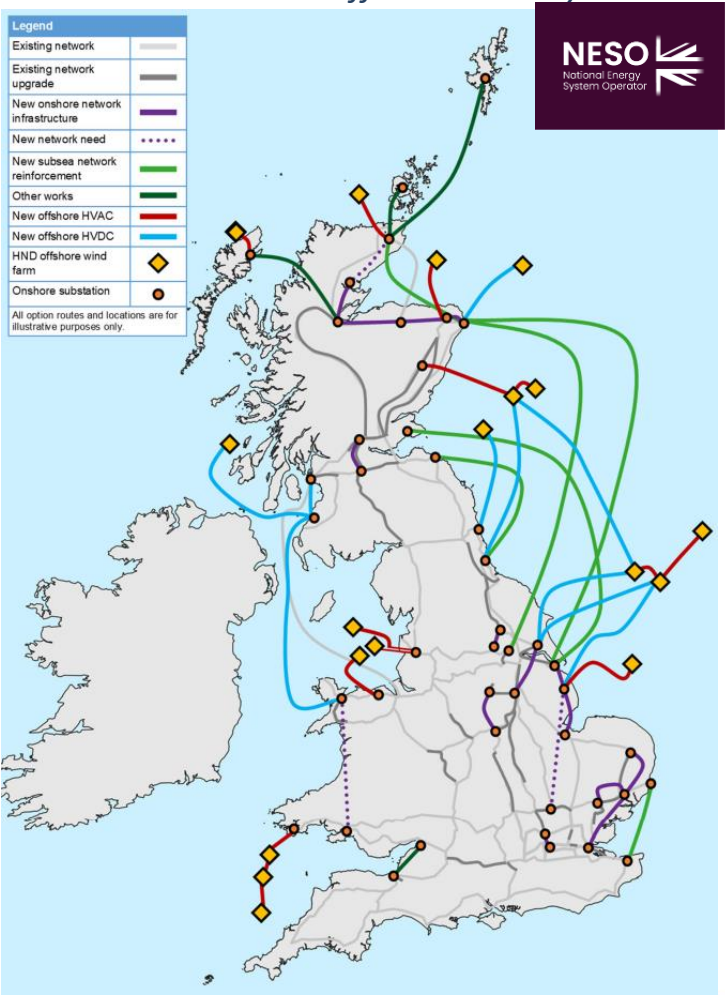 Legend
Existing network
Existing network
upgrade
New onshore network
infrastructure
New network need
New subsea network
reinforcement
Other works
New offshore HVAC
New offshore HVDC
HND offshore wind
farm
Onshore substation
All option routes and locations are for
illustrative purposes only.
NESO
National Energy
System Operator